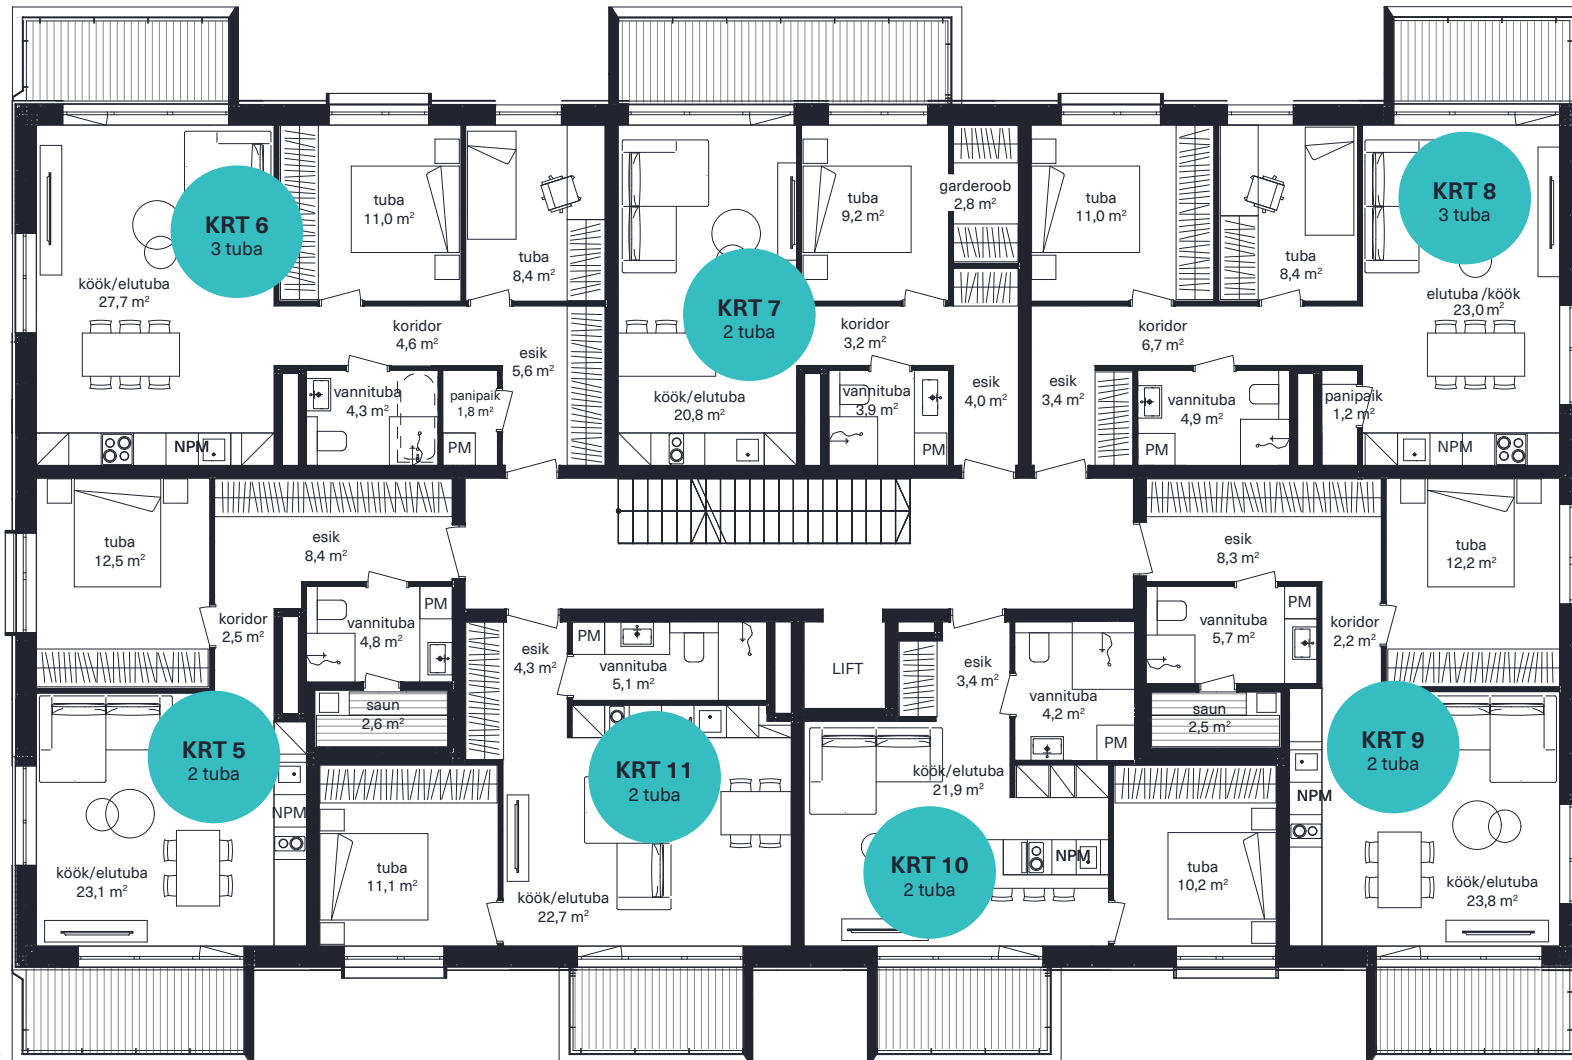 KRT 6
3 tuba
köök/elutuba
27,7 m²
tuba
11,0 m²
tuba
8,4 m²
koridor
4,6 m²
esik
5,6 m²
vannituba
4,3 m²
panipaik
1,8 m²
PM
NPM
KRT 7
2 tuba
köök/elutuba
20,8 m²
tuba
9,2 m²
garderoob
2,8 m²
koridor
3,2 m²
vannituba
3,9 m²
PM
esik
4,0 m²
KRT 8
3 tuba
tuba
11,0 m²
tuba
8,4 m²
elutuba /köök
23,0 m²
koridor
6,7 m²
esik
3,4 m²
vannituba
4,9 m²
PM
panipaik
1,2 m²
NPM
tuba
12,5 m²
esik
8,4 m²
koridor
2,5 m²
vannituba
4,8 m²
PM
saun
2,6 m²
KRT 5
2 tuba
NPM
köök/elutuba
23,1 m²
esik
4,3 m²
PM
vannituba
5,1 m²
KRT 11
2 tuba
tuba
11,1 m²
köök/elutuba
22,7 m²
LIFT
esik
3,4 m²
vannituba
4,2 m²
PM
köök/elutuba
21,9 m²
KRT 10
2 tuba
NPM
tuba
10,2 m²
esik
8,3 m²
tuba
12,2 m²
PM
vannituba
5,7 m²
koridor
2,2 m²
saun
2,5 m²
KRT 9
2 tuba
NPM
köök/elutuba
23,8 m²